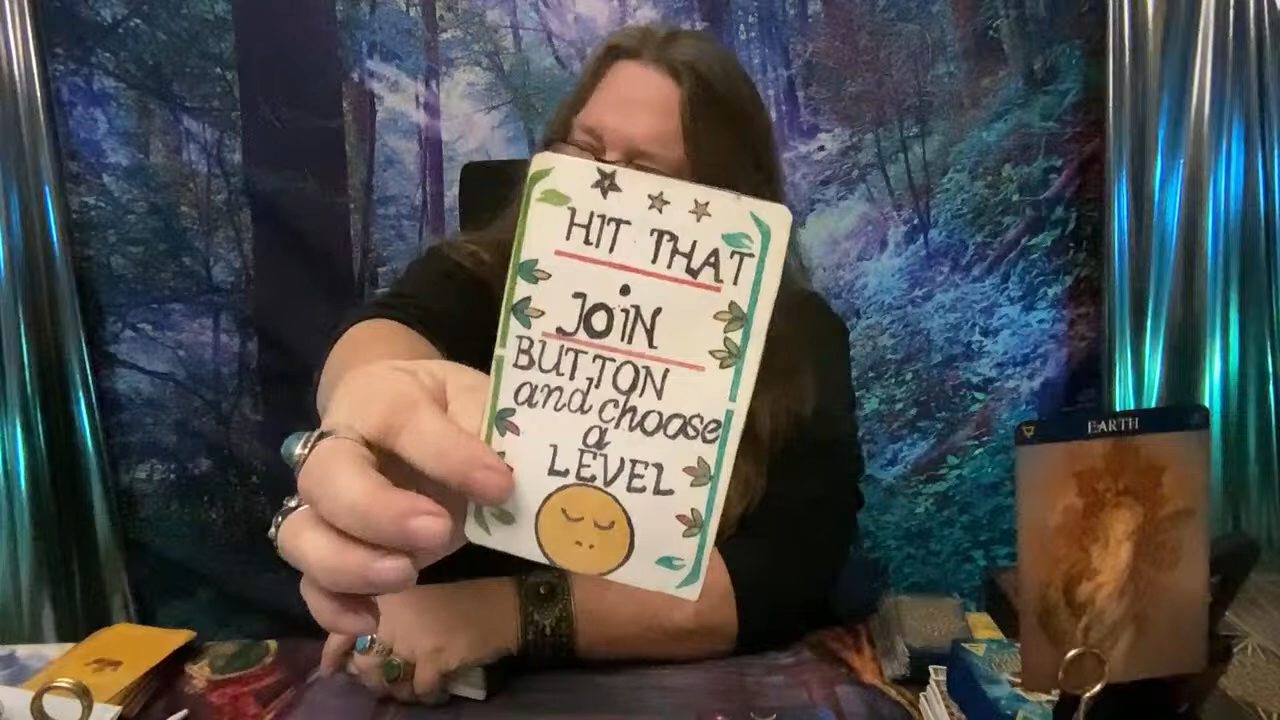 HIT THAT
JOIN
BUTTON
and choose
a
LEVEL
EARTH